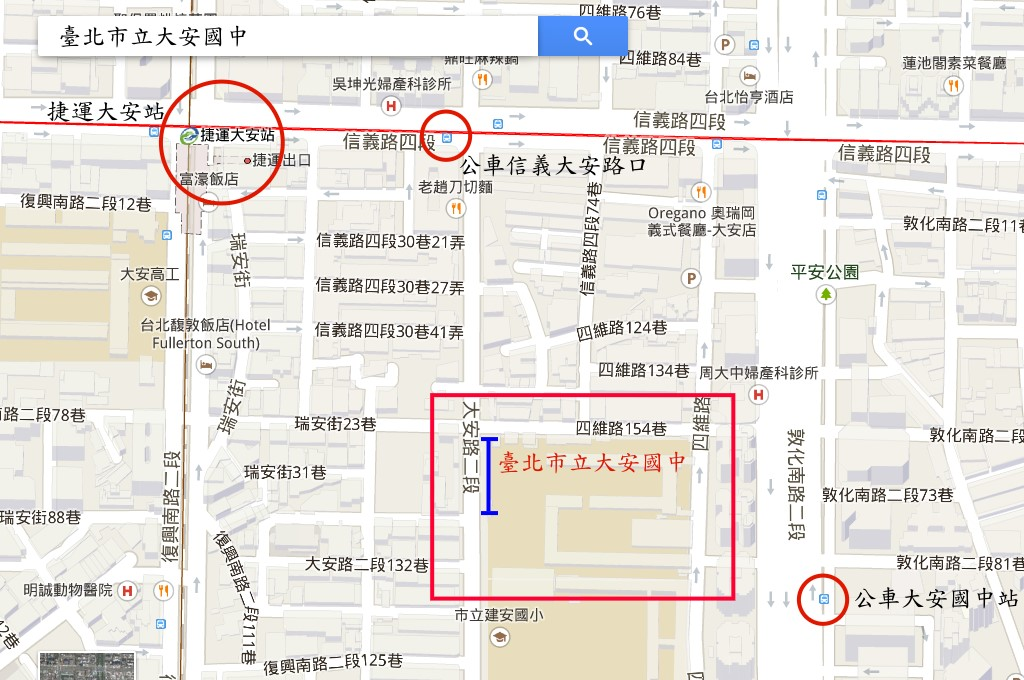 四維路76巷
臺北市立大安國中
四維路84巷
P
蓮池閣素菜餐廳
吳坤光婦產科診所
H
台北怡亨酒店
捷運大安站
捷運大安站
信義路四段
信義路四段
信義路四段
信義路四段
公車信義大安路口
捷運出口
富濠飯店
老趙刀切麵
復興南路二段12巷
信義路四段74巷
Oregano 奧瑞岡
義式餐廳-大安店
敦化南路二段11巷
瑞安街
信義路四段30巷21弄
大安高工
信義路四段30巷27弄
P
平安公園
台北馥敦飯店(Hotel
Fullerton South)
信義路四段30巷41弄
四維路124巷
四維路134巷
周大中婦產科診所
H
瑞安街
路二段78巷
瑞安街23巷
大安路二段
四維路154巷
四維路
敦化南路二段
敦化南路二段
臺北市立大安國中
瑞安街31巷
復興南路二段
敦化南路二段73巷
瑞安街88巷
復興南路二段111巷
大安路二段132巷
敦化南路二段81巷
明誠動物醫院
H
公車大安國中站
市立建安國小
42巷
復興南路二段125巷